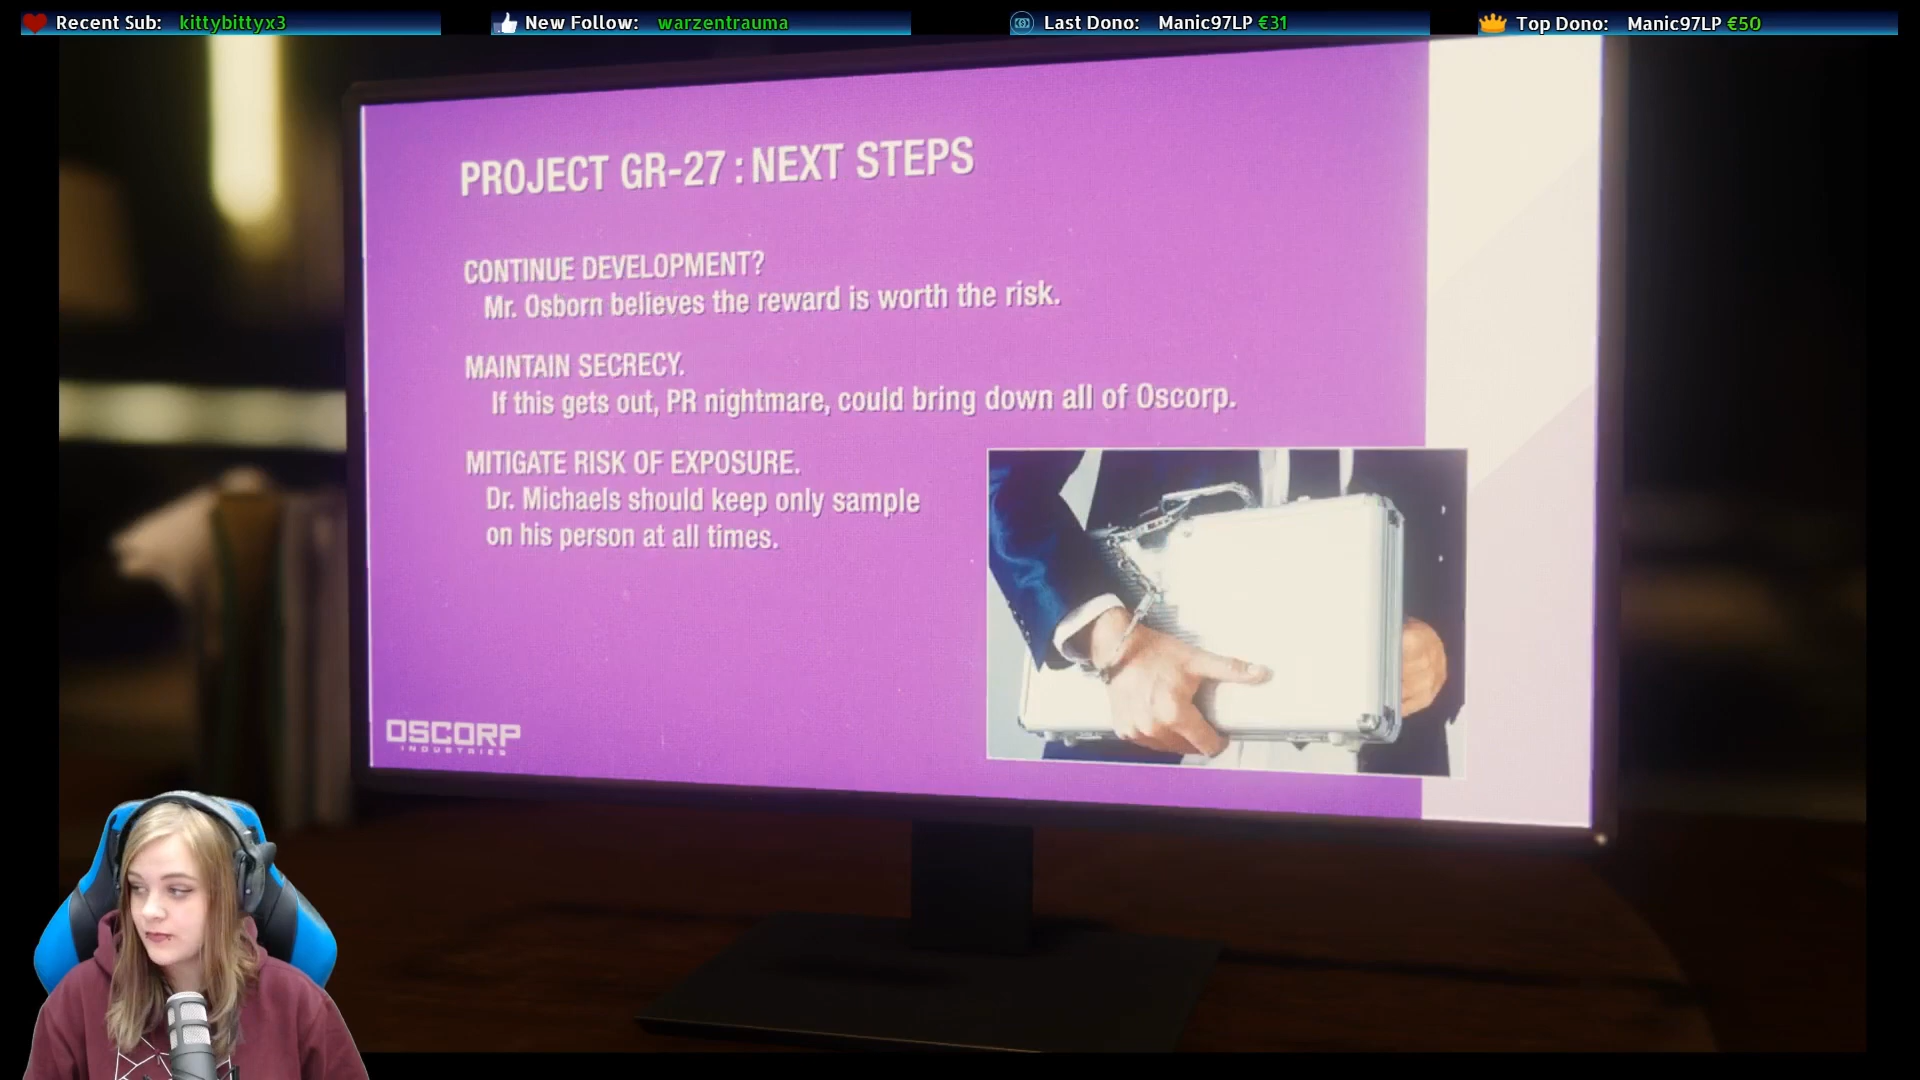 Recent Sub: kittybittyx3
New Follow: warzentrauma
Last Dono: Manic97LP €31
Top Dono: Manic97LP €50
PROJECT GR-27 : NEXT STEPS
CONTINUE DEVELOPMENT?
Mr. Osborn believes the reward is worth the risk.
MAINTAIN SECRECY.
If this gets out, PR nightmare, could bring down all of Oscorp.
MITIGATE RISK OF EXPOSURE.
Dr. Michaels should keep only sample
on his person at all times.
OSCORP
INDUSTRIES